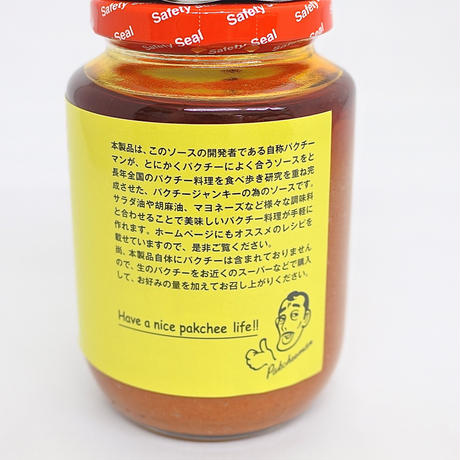 Safety Seal Safety Seal Safety
本製品は、このソースの開発者である自称パクチー
マンが、とにかくパクチーによく合うソースをと
長年全国のパクチー料理を食べ歩き研究を重ね完
成させた、パクチージャンキーの為のソースです。
サラダ油や胡麻油、マヨネーズなど様々な調味料
と合わせることで美味しいパクチー料理が手軽に
作れます。ホームページにもオススメのレシピを
載せていますので、是非ご覧ください。
尚、本製品自体にパクチーは含まれておりません
ので、生のパクチーをお近くのスーパーなどで購入
して、お好みの量を加えてお召し上がりください。
Have a nice pakchee life!!
Pakcheeman